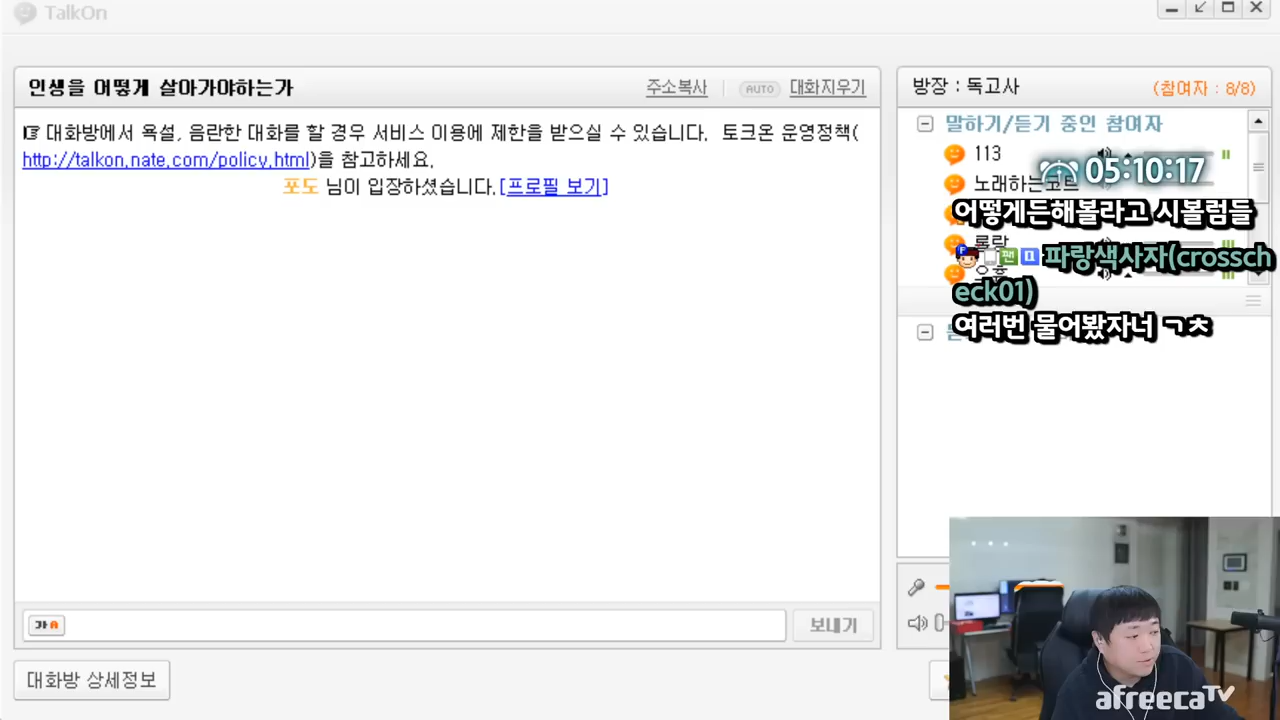 TalkOn
인생을 어떻게 살아가야하는가
주소복사
AUTO
대화지우기
☞ 대화방에서 욕설, 음란한 대화를 할 경우 서비스 이용에 제한을 받으실 수 있습니다. 토크온 운영정책(
http://talkon.nate.com/policy.html)을 참고하세요.
포도 님이 입장하셨습니다.[프로필 보기]
가A
보내기
대화방 상세정보
방장 : 독고사
(참여자 : 8/8)
말하기/듣기 중인 참여자
113
노래하는코트
05:10:17
어떻게든해볼라고 시볼럼들
팬
파랑색사자(crossch
eck01)
여러번 물어봤자너 ㄱㅊ
afreecaTV